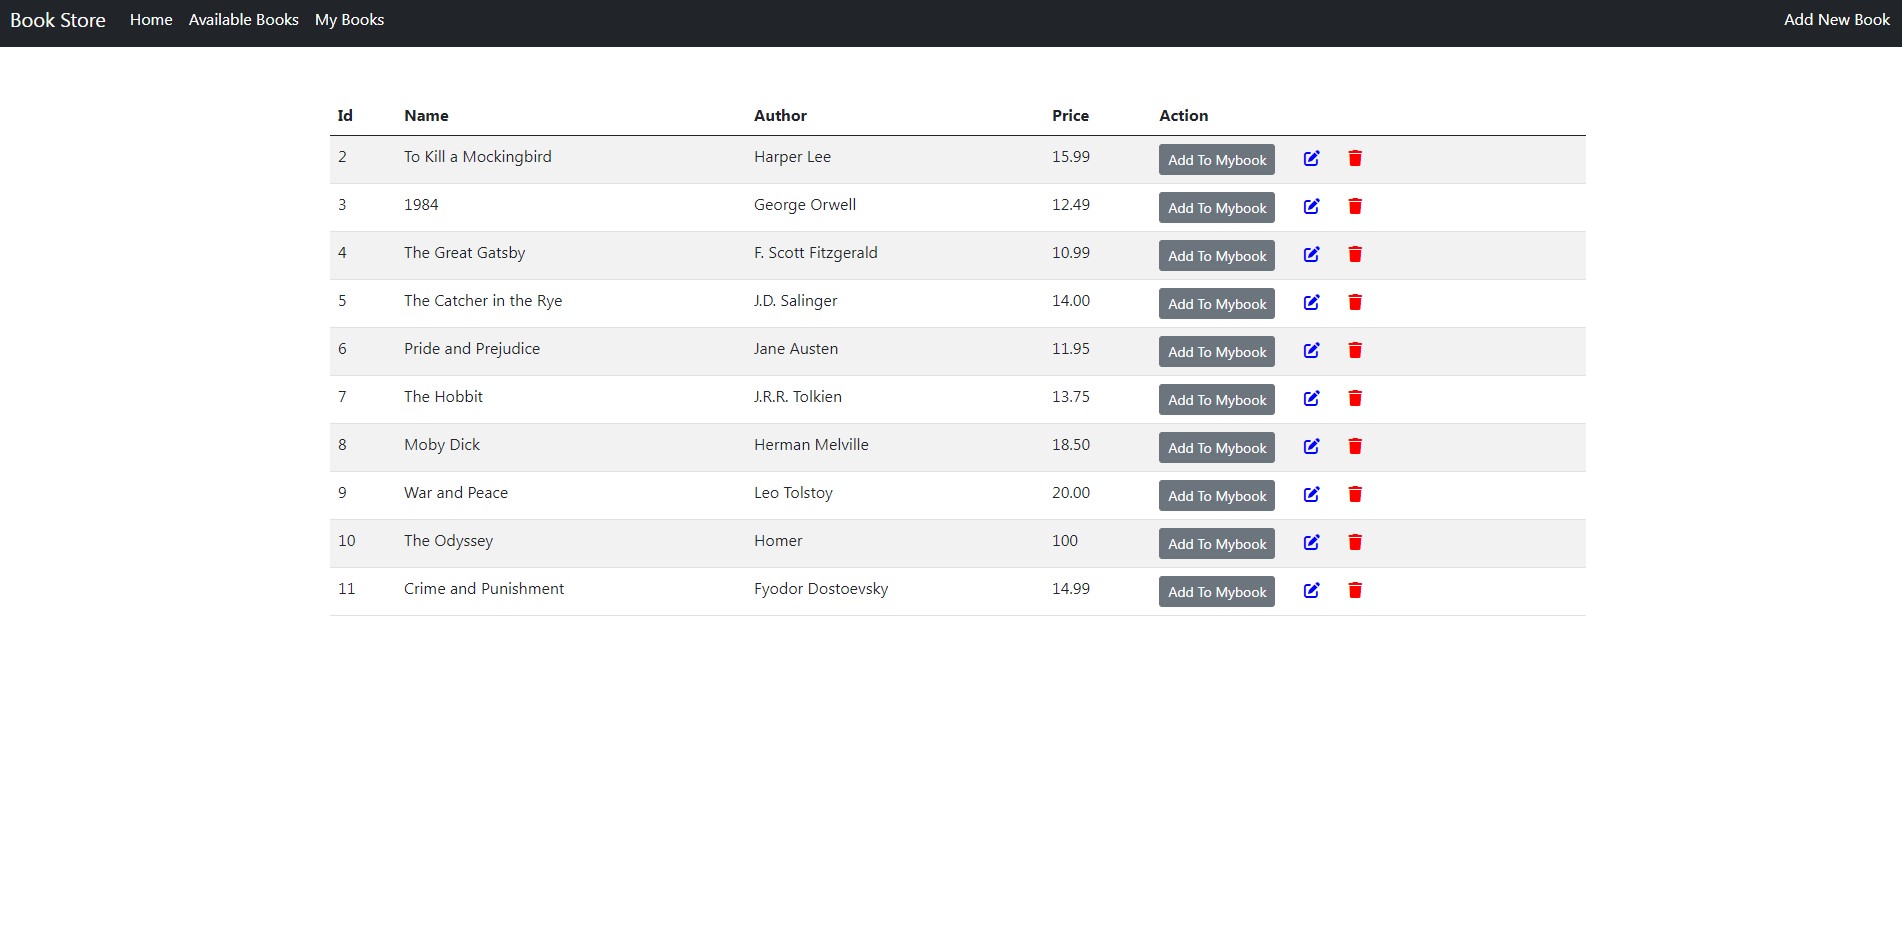 Book Store Home Available Books My Books Add New Book
Id Name Author Price Action
2 To Kill a Mockingbird Harper Lee 15.99 Add To Mybook
3 1984 George Orwell 12.49 Add To Mybook
4 The Great Gatsby F. Scott Fitzgerald 10.99 Add To Mybook
5 The Catcher in the Rye J.D. Salinger 14.00 Add To Mybook
6 Pride and Prejudice Jane Austen 11.95 Add To Mybook
7 The Hobbit J.R.R. Tolkien 13.75 Add To Mybook
8 Moby Dick Herman Melville 18.50 Add To Mybook
9 War and Peace Leo Tolstoy 20.00 Add To Mybook
10 The Odyssey Homer 100 Add To Mybook
11 Crime and Punishment Fyodor Dostoevsky 14.99 Add To Mybook